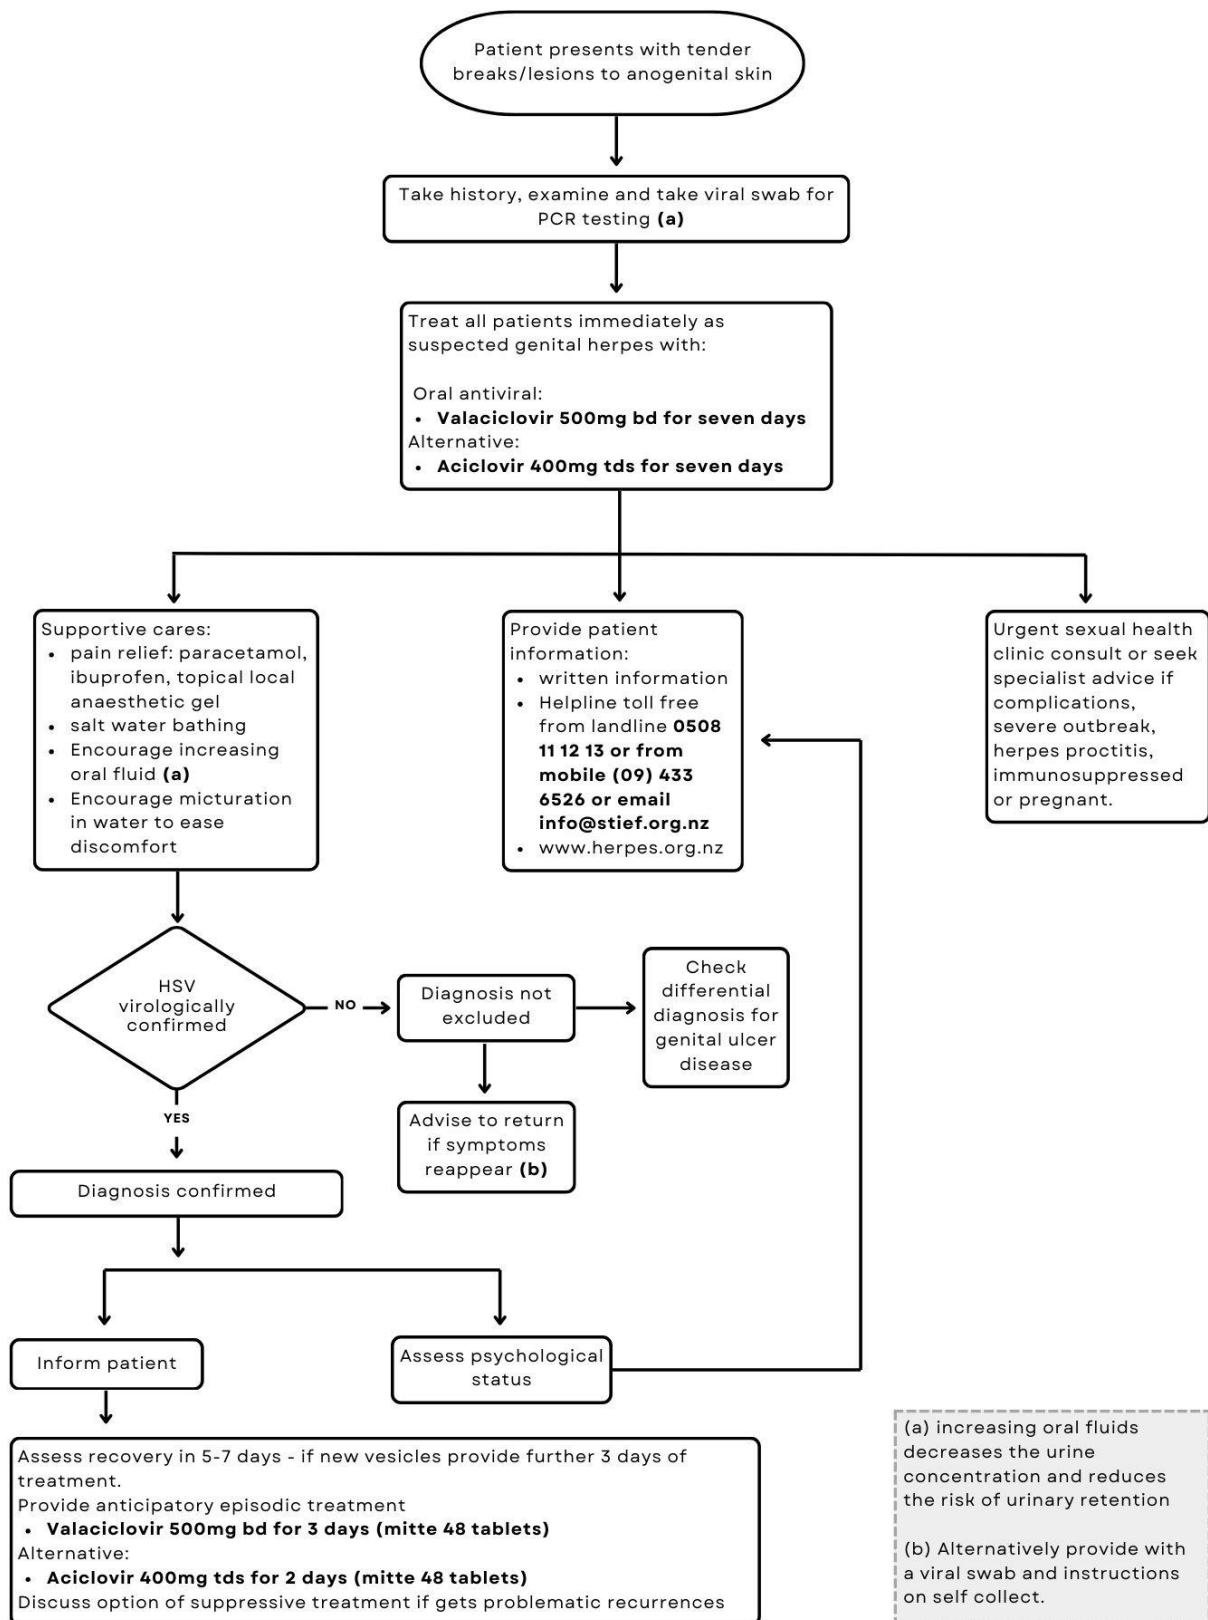 Patient presents with tender
breaks/lesions to anogenital skin
Take history, examine and take viral swab for
PCR testing (a)
Treat all patients immediately as
suspected genital herpes with:
Oral antiviral:
• Valaciclovir 500mg bd for seven days
Alternative:
• Aciclovir 400mg tds for seven days
Supportive cares:
• pain relief: paracetamol,
ibuprofen, topical local
anaesthetic gel
• salt water bathing
• Encourage increasing
oral fluid (a)
• Encourage micturation
in water to ease
discomfort
Provide patient
information:
• written information
• Helpline toll free
from landline 0508
11 12 13 or from
mobile (09) 433
6526 or email
info@stief.org.nz
• www.herpes.org.nz
Urgent sexual health
clinic consult or seek
specialist advice if
complications,
severe outbreak,
herpes proctitis,
immunosuppressed
or pregnant.
HSV
virologically
confirmed
NO
Diagnosis not
excluded
Check
differential
diagnosis for
genital ulcer
disease
YES
Advise to return
if symptoms
reappear (b)
Diagnosis confirmed
Inform patient
Assess psychological
status
Assess recovery in 5-7 days - if new vesicles provide further 3 days of
treatment.
Provide anticipatory episodic treatment
• Valaciclovir 500mg bd for 3 days (mitte 48 tablets)
Alternative:
• Aciclovir 400mg tds for 2 days (mitte 48 tablets)
Discuss option of suppressive treatment if gets problematic recurrences
(a) increasing oral fluids
decreases the urine
concentration and reduces
the risk of urinary retention
(b) Alternatively provide with
a viral swab and instructions
on self collect.